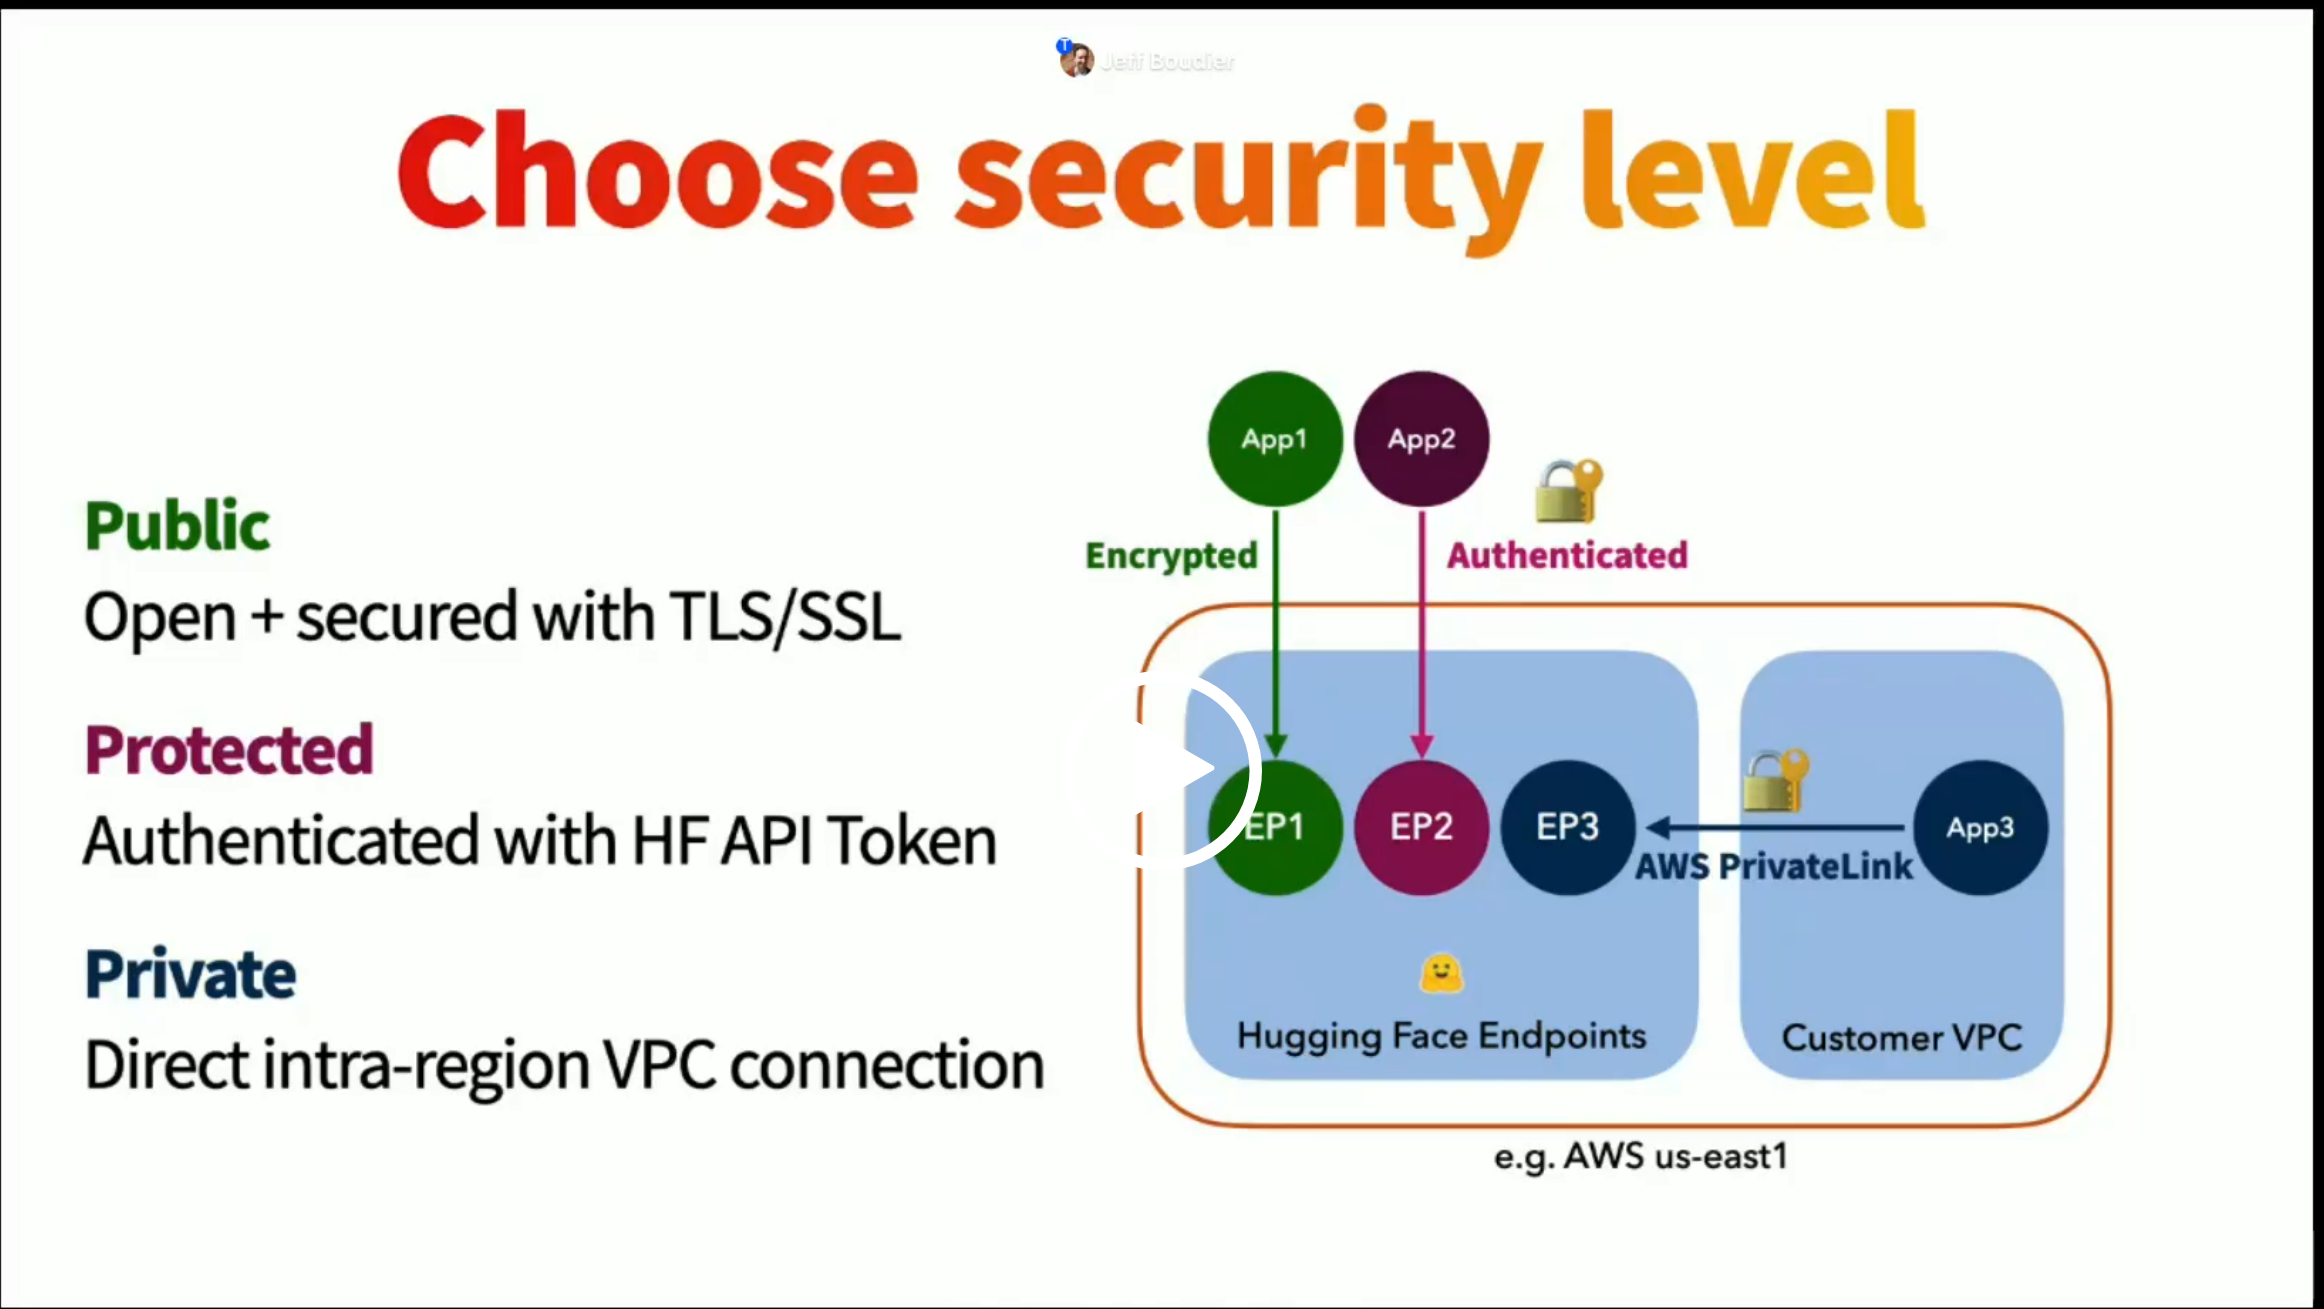 T
Jeff Boudier
Choose security level
Public
Open + secured with TLS/SSL
Protected
Authenticated with HF API Token
Private
Direct intra-region VPC connection
App1
App2
Encrypted
Authenticated
EP1
EP2
EP3
App3
AWS PrivateLink
Hugging Face Endpoints
Customer VPC
e.g. AWS us-east1